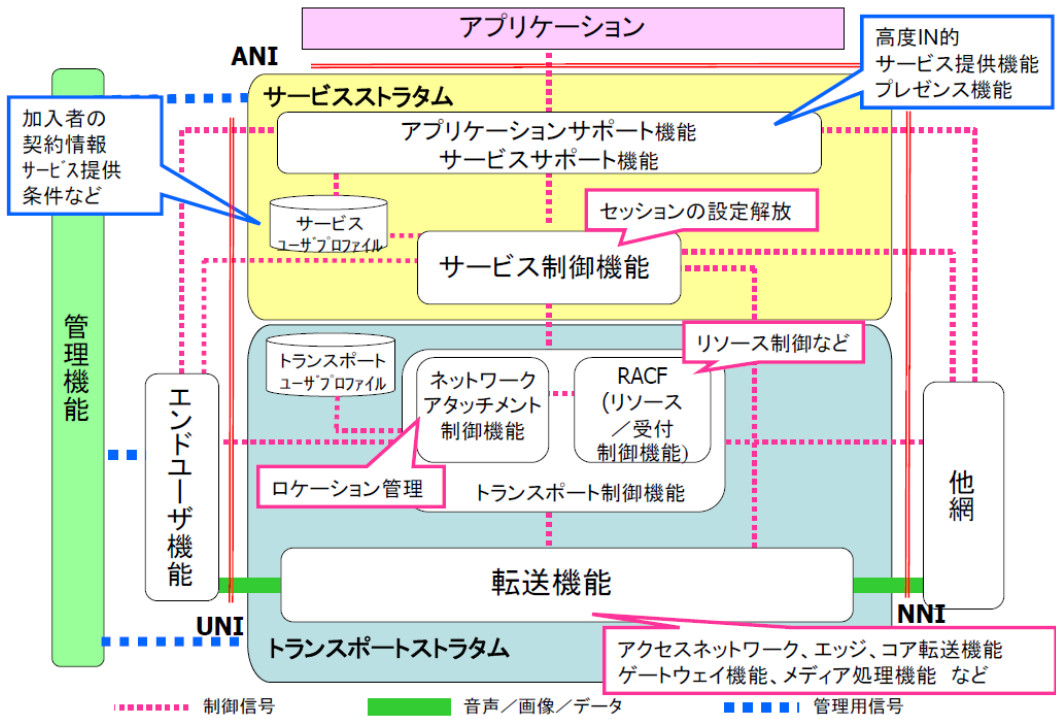 アプリケーション
ANI
高度IN的
サービス提供機能
プレゼンス機能
サービスストラタム
加入者の
契約情報
サービス提供
条件など
アプリケーションサポート機能
サービスサポート機能
セッションの設定解放
サービス
ユーザプロファイル
サービス制御機能
管理機能
リソース制御など
トランスポート
ユーザプロファイル
ネットワーク
アタッチメント
制御機能
RACF
(リソース
/受付
制御機能)
エンドユーザ機能
他網
ロケーション管理
トランスポート制御機能
転送機能
UNI
NNI
トランスポートストラタム
アクセスネットワーク、エッジ、コア転送機能
ゲートウェイ機能、メディア処理機能 など
制御信号
音声/画像/データ
管理用信号